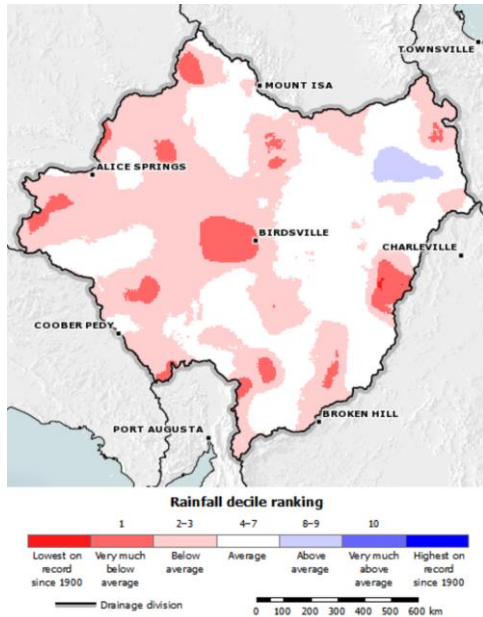 TOWNSVILLE
MOUNT ISA
ALICE SPRINGS
BIRDSVILLE
CHARLEVILLE
COOBER PEDY
BROKEN HILL
PORT AUGUSTA
Rainfall decile ranking
1 2–3 4–7 8–9 10
Lowest on record since 1900
Very much below average
Below average
Average
Above average
Very much above average
Highest on record since 1900
Drainage division
0 100 200 300 400 500 600 km